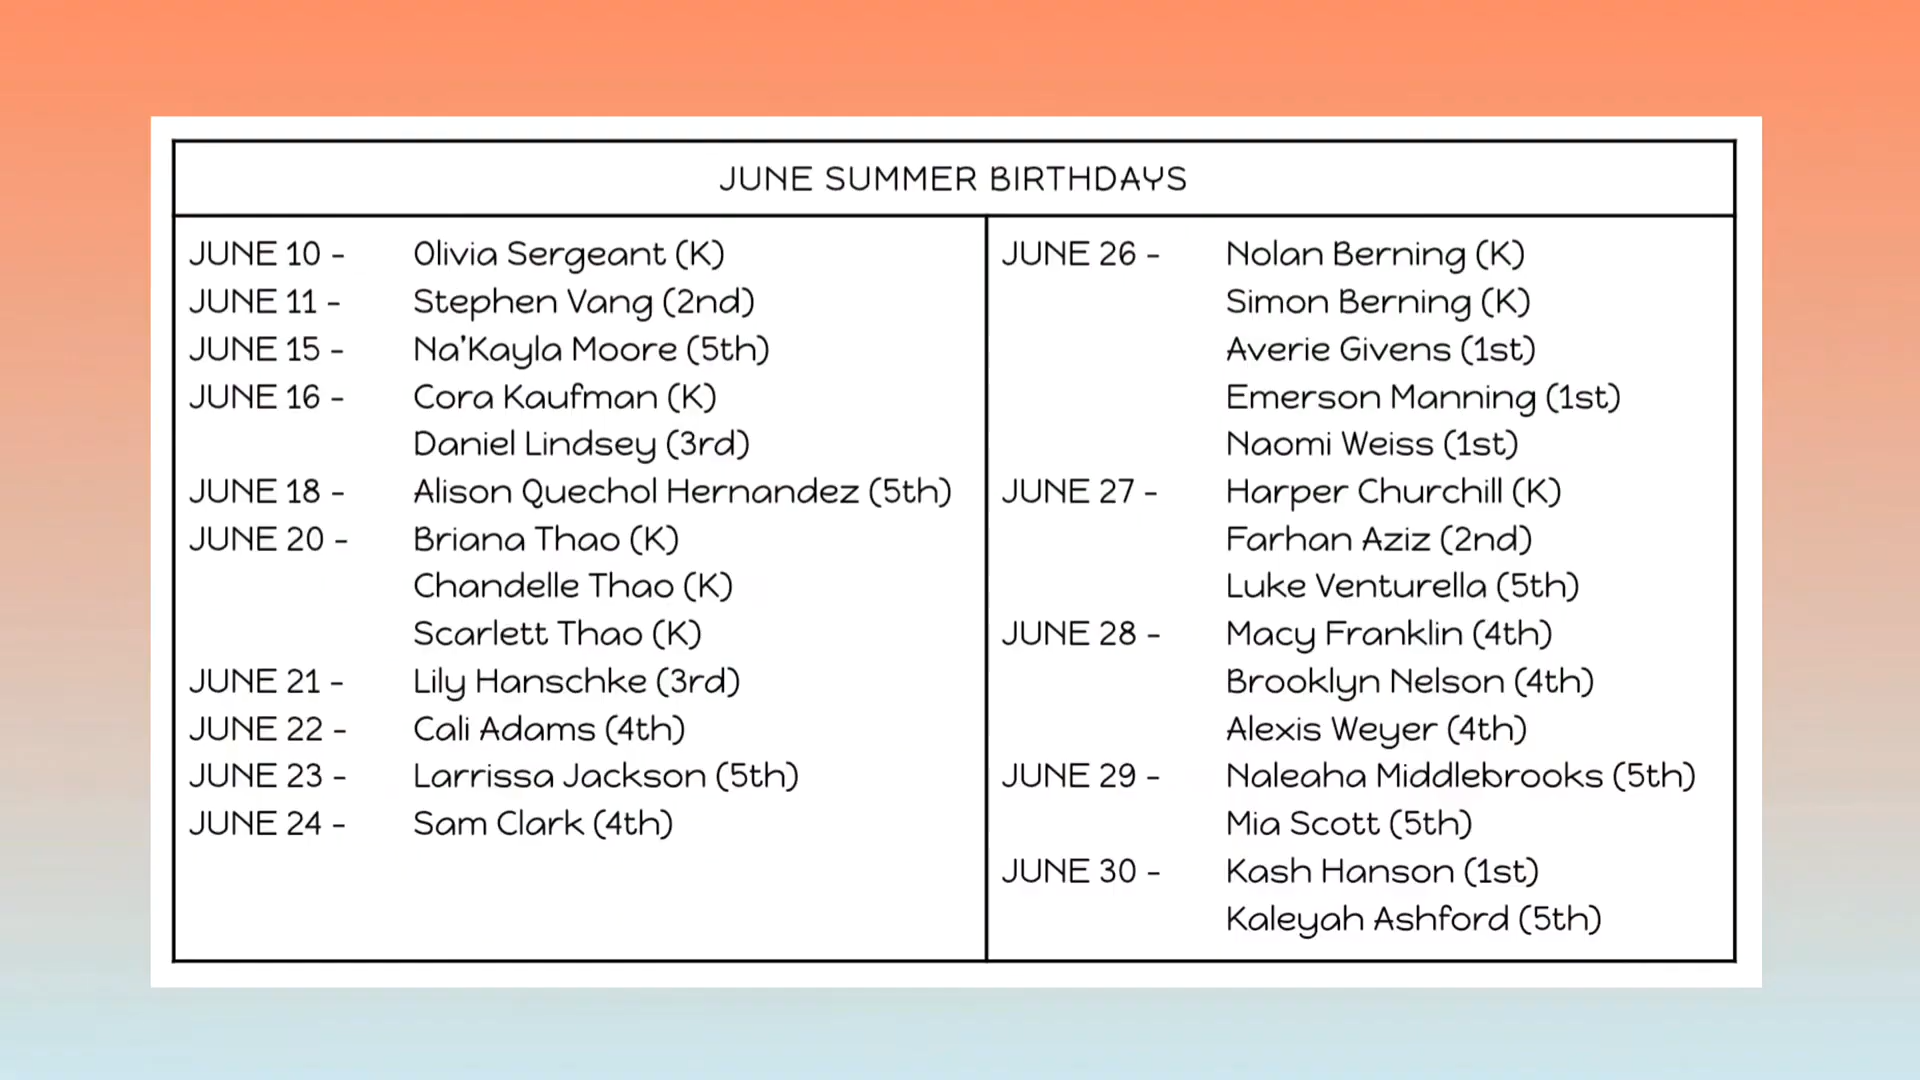 JUNE SUMMER BIRTHDAYS
JUNE 10 - Olivia Sergeant (K)
JUNE 11 - Stephen Vang (2nd)
JUNE 15 - Na'Kayla Moore (5th)
JUNE 16 - Cora Kaufman (K)
Daniel Lindsey (3rd)
JUNE 18 - Alison Quechol Hernandez (5th)
JUNE 20 - Briana Thao (K)
Chandelle Thao (K)
Scarlett Thao (K)
JUNE 21 - Lily Hanschke (3rd)
JUNE 22 - Cali Adams (4th)
JUNE 23 - Larrissa Jackson (5th)
JUNE 24 - Sam Clark (4th)
JUNE 26 - Nolan Berning (K)
Simon Berning (K)
Averie Givens (1st)
Emerson Manning (1st)
Naomi Weiss (1st)
JUNE 27 - Harper Churchill (K)
Farhan Aziz (2nd)
Luke Venturella (5th)
JUNE 28 - Macy Franklin (4th)
Brooklyn Nelson (4th)
Alexis Weyer (4th)
JUNE 29 - Naleaha Middlebrooks (5th)
Mia Scott (5th)
JUNE 30 - Kash Hanson (1st)
Kaleyah Ashford (5th)